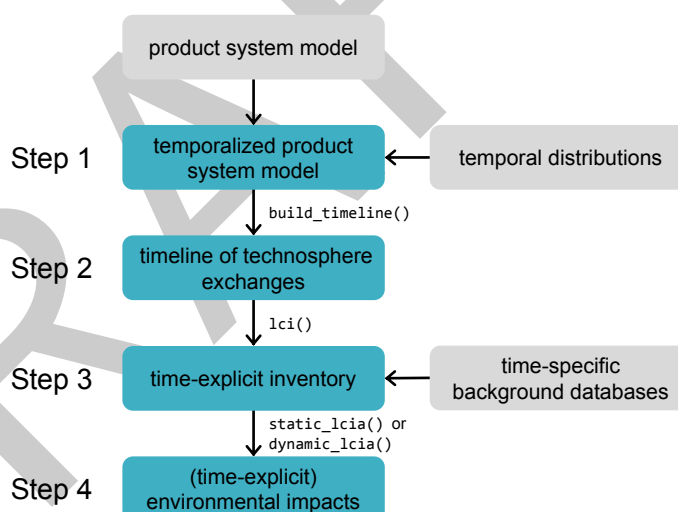 product system model
Step 1
temporalized product
system model
temporal distributions
build_timeline()
Step 2
timeline of technosphere
exchanges
lci()
Step 3
time-explicit inventory
time-specific
background databases
static_lcia() or
dynamic_lcia()
Step 4
(time-explicit)
environmental impacts